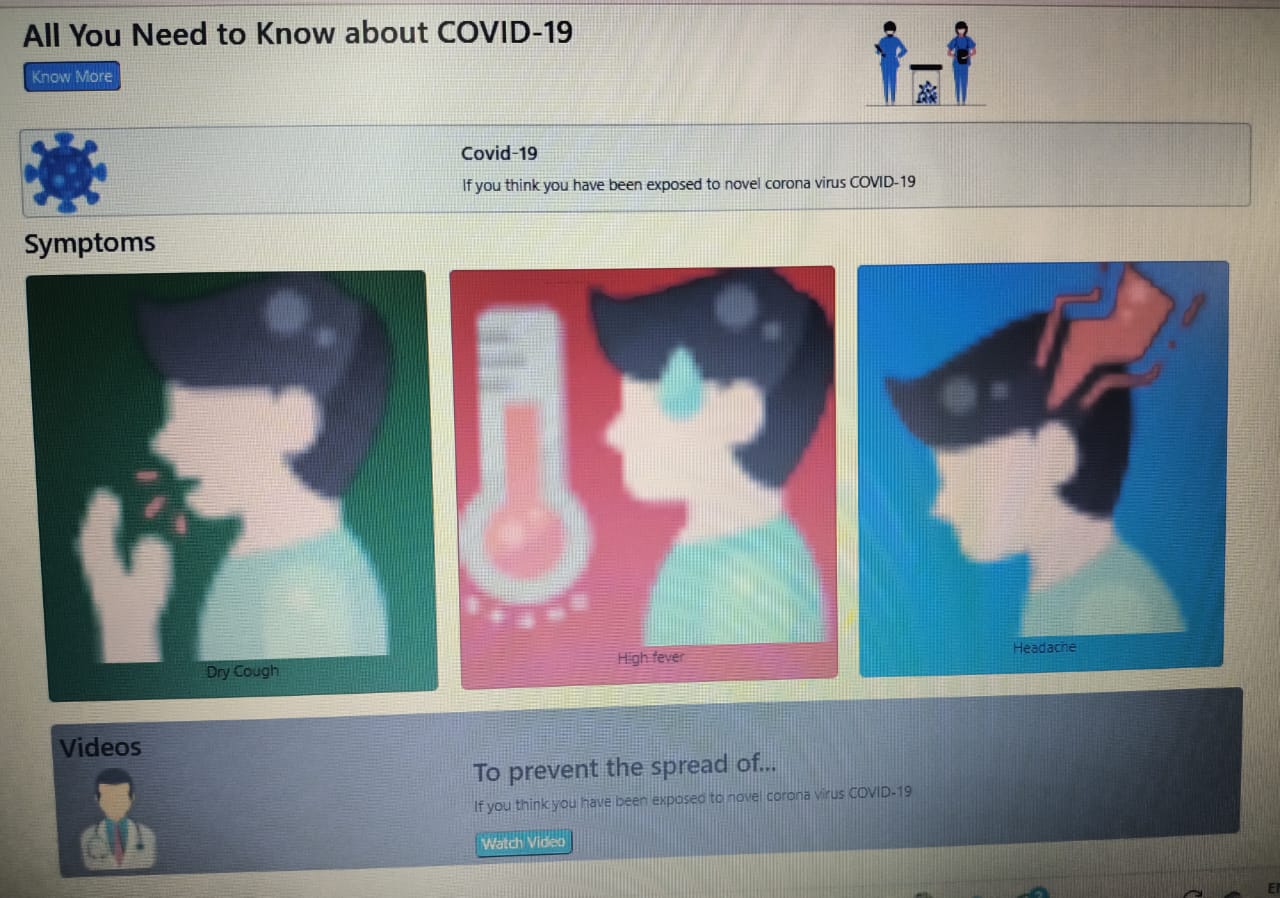 All You Need to Know about COVID-19
Know More
Covid-19
If you think you have been exposed to novel corona virus COVID-19
Symptoms
Dry Cough
High fever
Headache
Videos
To prevent the spread of...
If you think you have been exposed to novel corona virus COVID-19
Watch Video